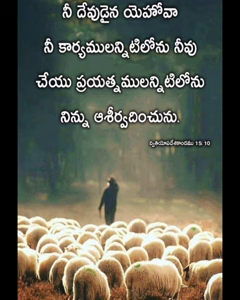 నీ దేవుడైన యెహోవా
నీ కార్యములన్నిటిలోను నీవు
చేయు ప్రయత్నములన్నిటిలోను
నిన్ను ఆశీర్వదించును.
ద్వితీయోపదేశకాండము 15:10